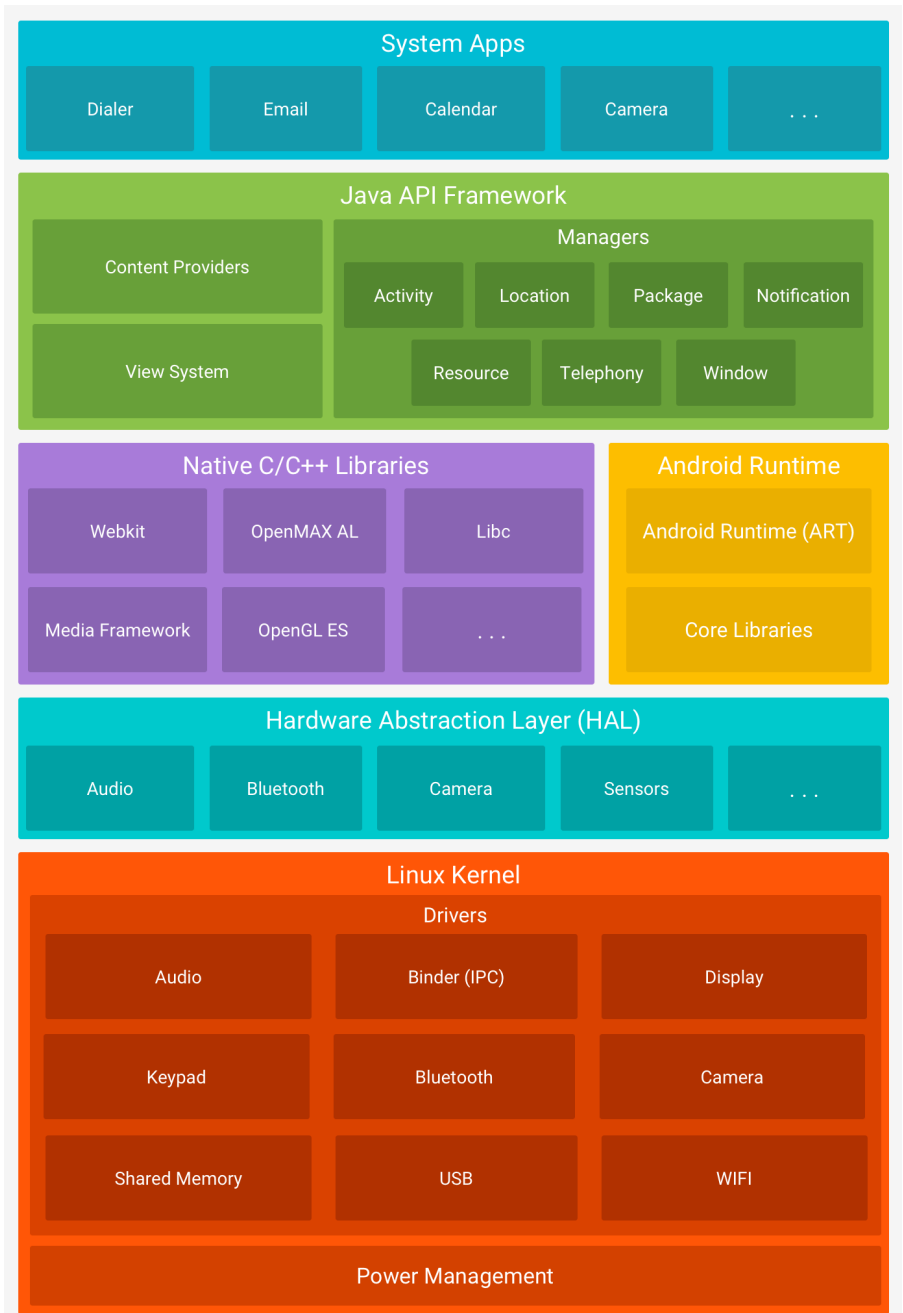 System Apps
Dialer
Email
Calendar
Camera
. . .
Java API Framework
Content Providers
View System
Managers
Activity
Location
Package
Notification
Resource
Telephony
Window
Native C/C++ Libraries
Webkit
OpenMAX AL
Libc
Media Framework
OpenGL ES
. . .
Android Runtime
Android Runtime (ART)
Core Libraries
Hardware Abstraction Layer (HAL)
Audio
Bluetooth
Camera
Sensors
. . .
Linux Kernel
Drivers
Audio
Binder (IPC)
Display
Keypad
Bluetooth
Camera
Shared Memory
USB
WIFI
Power Management